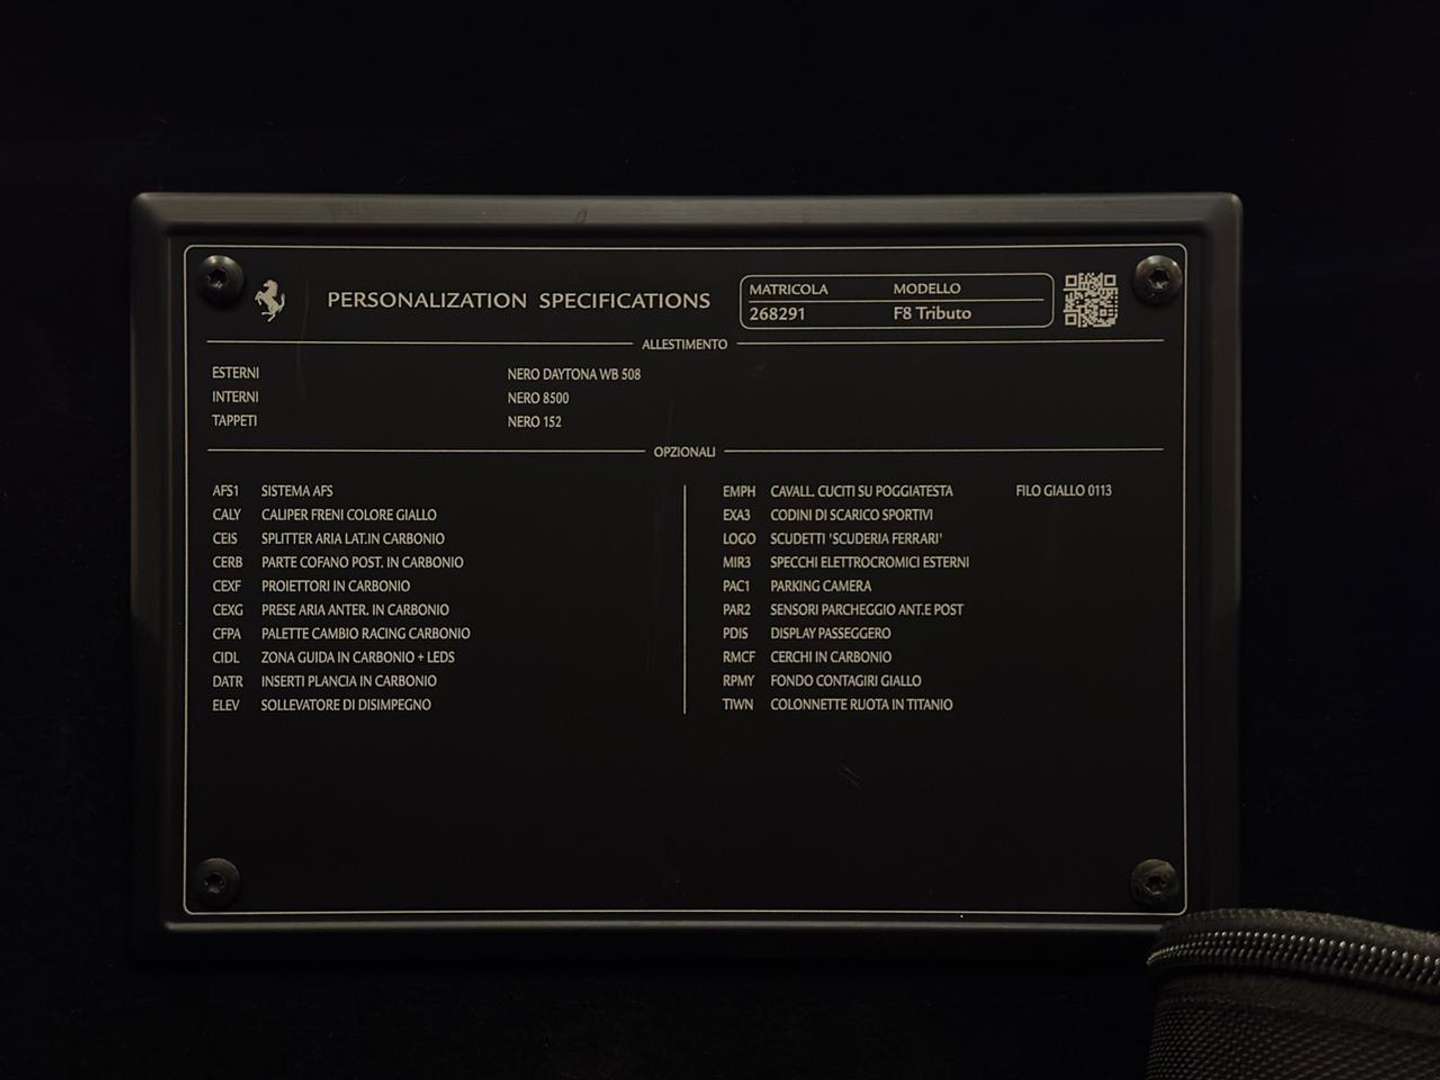 PERSONALIZATION SPECIFICATIONS
MATRICOLA MODELLO
268291 F8 Tributo
ALLESTIMENTO
ESTERNI NERO DAYTONA WB 508
INTERNI NERO 8500
TAPPETI NERO 152
OPZIONALI
AFS1 SISTEMA AFS
CALY CALIPER FRENI COLORE GIALLO
CEIS SPLITTER ARIA LAT.IN CARBONIO
CERB PARTE COFANO POST. IN CARBONIO
CEXF PROIETTORI IN CARBONIO
CEXG PRESE ARIA ANTER. IN CARBONIO
CFPA PALETTE CAMBIO RACING CARBONIO
CIDL ZONA GUIDA IN CARBONIO + LEDS
DATR INSERTI PLANCIA IN CARBONIO
ELEV SOLLEVATORE DI DISIMPEGNO
EMPH CAVALL. CUCITI SU POGGIATESTA FILO GIALLO 0113
EXA3 CODINI DI SCARICO SPORTIVI
LOGO SCUDETTI 'SCUDERIA FERRARI'
MIR3 SPECCHI ELETTROCROMICI ESTERNI
PAC1 PARKING CAMERA
PAR2 SENSORI PARCHEGGIO ANT.E POST
PDIS DISPLAY PASSEGGERO
RMCF CERCHI IN CARBONIO
RPMY FONDO CONTAGIRI GIALLO
TIWN COLONNETTE RUOTA IN TITANIO